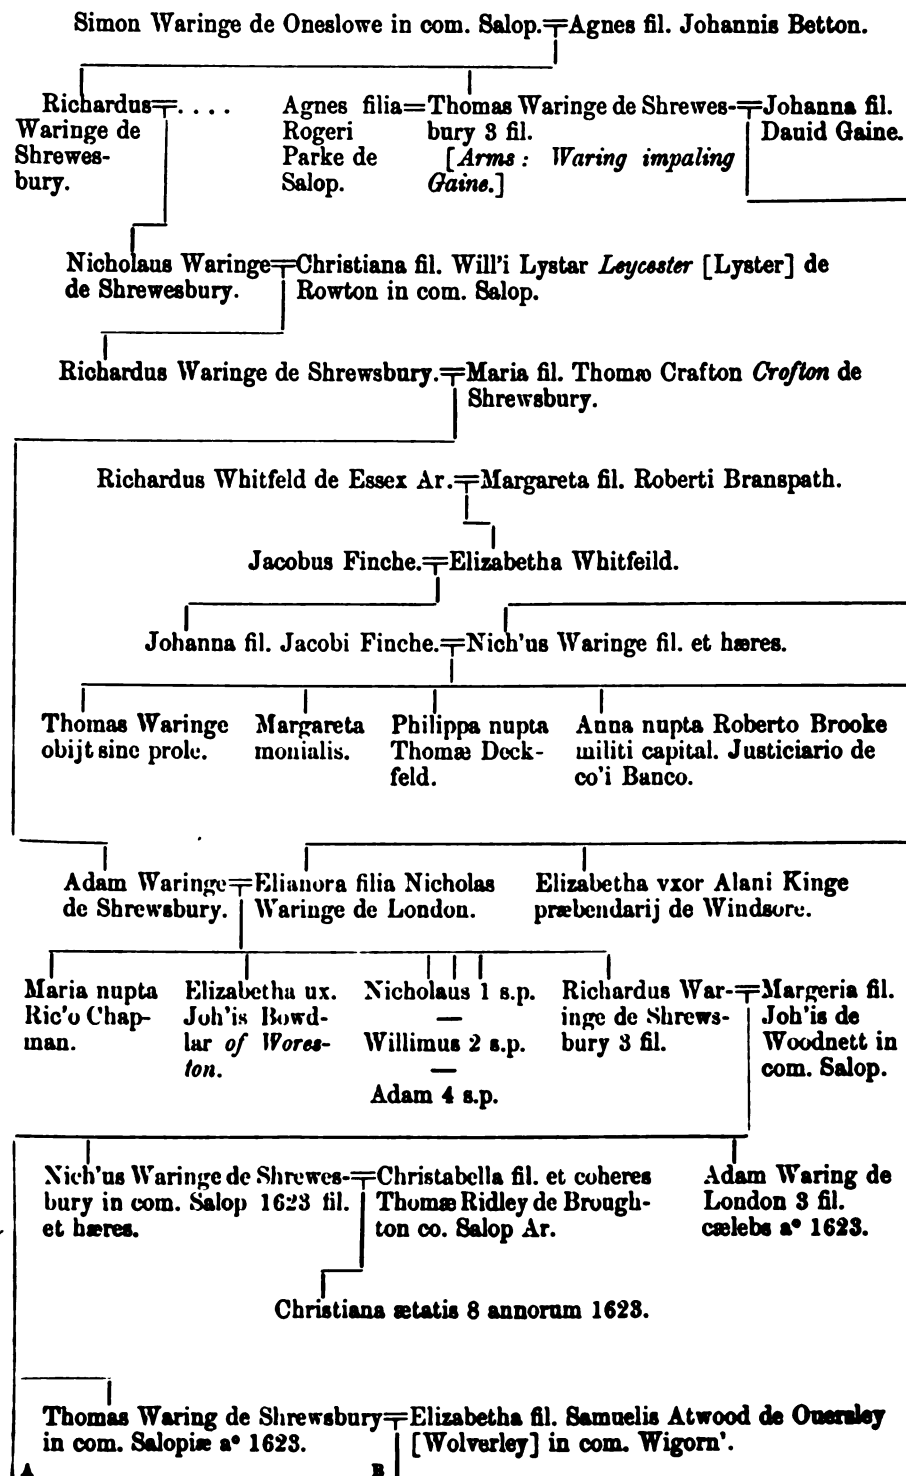 Simon Waringe de Oneslowe in com. Salop.=Agnes fil. Johannis Betton.
Richardus=. . . .
Waringe de
Shrewes-
bury.
Agnes filia=
Rogeri
Parke de
Salop.
Thomas Waringe de Shrewes-=
bury 3 fil.
[Arms: Waring impaling
Gaine.]
Johanna fil.
Dauid Gaine.
Nicholaus Waringe=
de Shrewesbury.
Christiana fil. Will'i Lystar Leycester [Lyster] de
Rowton in com. Salop.
Richardus Waringe de Shrewsbury.=Maria fil. Thomæ Crafton Crofton de
Shrewsbury.
Richardus Whitfeld de Essex Ar.=Margareta fil. Roberti Branspath.
Jacobus Finche.=Elizabetha Whitfeild.
Johanna fil. Jacobi Finche.=Nich'us Waringe fil. et hæres.
Thomas Waringe
obijt sine prole.
Margareta
monialis.
Philippa nupta
Thomæ Dock-
feld.
Anna nupta Roberto Brooke
militi capital. Justiciario de
co'i Banco.
Adam Waringe=
de Shrewsbury.
Elianora filia Nicholas
Waringe de London.
Elizabetha vxor Alani Kinge
præbendarij de Windsore.
Maria nupta
Ric'o Chap-
man.
Elizabetha ux.
Joh'is Bowd-
lar of Wores-
ton.
Nicholaus 1 s.p.
—
Willimus 2 s.p.
—
Adam 4 s.p.
Richardus War-=
inge de Shrews-
bury 3 fil.
Margeria fil.
Joh'is de
Woodnett in
com. Salop.
Nich'us Waringe de Shrewes-=
bury in com. Salop 1623 fil.
et hæres.
Christabella fil. et coheres
Thomæ Ridley de Brough-
ton co. Salop Ar.
Adam Waring de
London 3 fil.
cælebs aº 1623.
Christiana ætatis 8 annorum 1623.
Thomas Waring de Shrewsbury=
in com. Salopiæ aº 1623.
Elizabetha fil. Samuelis Atwood de Ouersley
[Wolverley] in com. Wigorn'.
A B